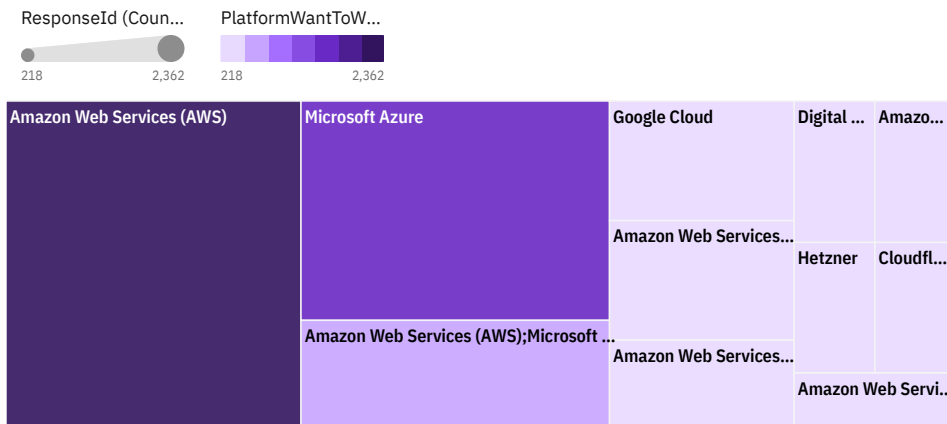 ResponseId (Coun...
PlatformWantToW...
218
2,362
218
2,362
Amazon Web Services (AWS)
Microsoft Azure
Google Cloud
Digital ...
Amazo...
Amazon Web Services...
Hetzner
Cloudfl...
Amazon Web Services (AWS);Microsoft ...
Amazon Web Services...
Amazon Web Servi...